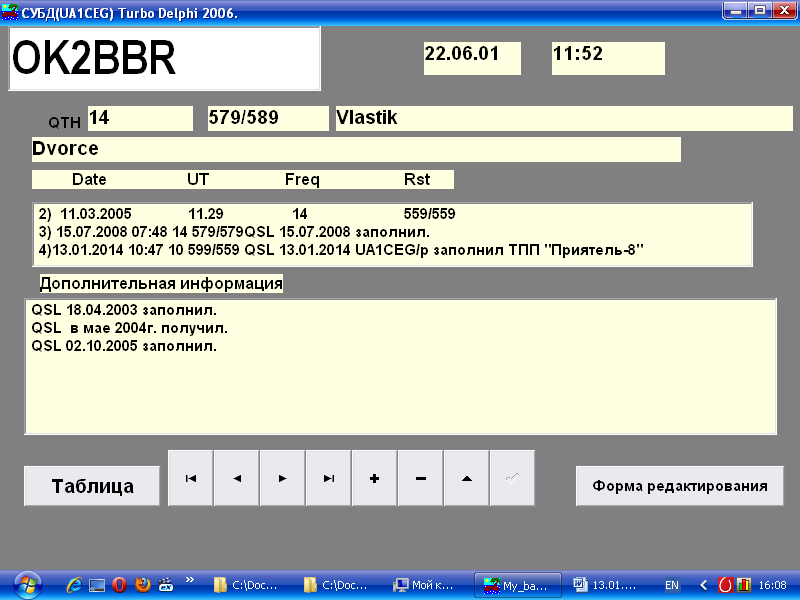 СУБД(UA1CEG) Turbo Delphi 2006.
OK2BBR 22.06.01 11:52
QTH 14 579/589 Vlastik
Dvorce
Date UT Freq Rst
2) 11.03.2005 11.29 14 559/559
3) 15.07.2008 07:48 14 579/579QSL 15.07.2008 заполнил.
4)13.01.2014 10:47 10 599/559 QSL 13.01.2014 UA1CEG/p заполнил ТПП "Приятель-8"
Дополнительная информация
QSL 18.04.2003 заполнил.
QSL в мае 2004г. получил.
QSL 02.10.2005 заполнил.
Таблица Форма редактирования
C:\Doc... C:\Doc... Мой к... My_ba... 13.01.... EN 16:08